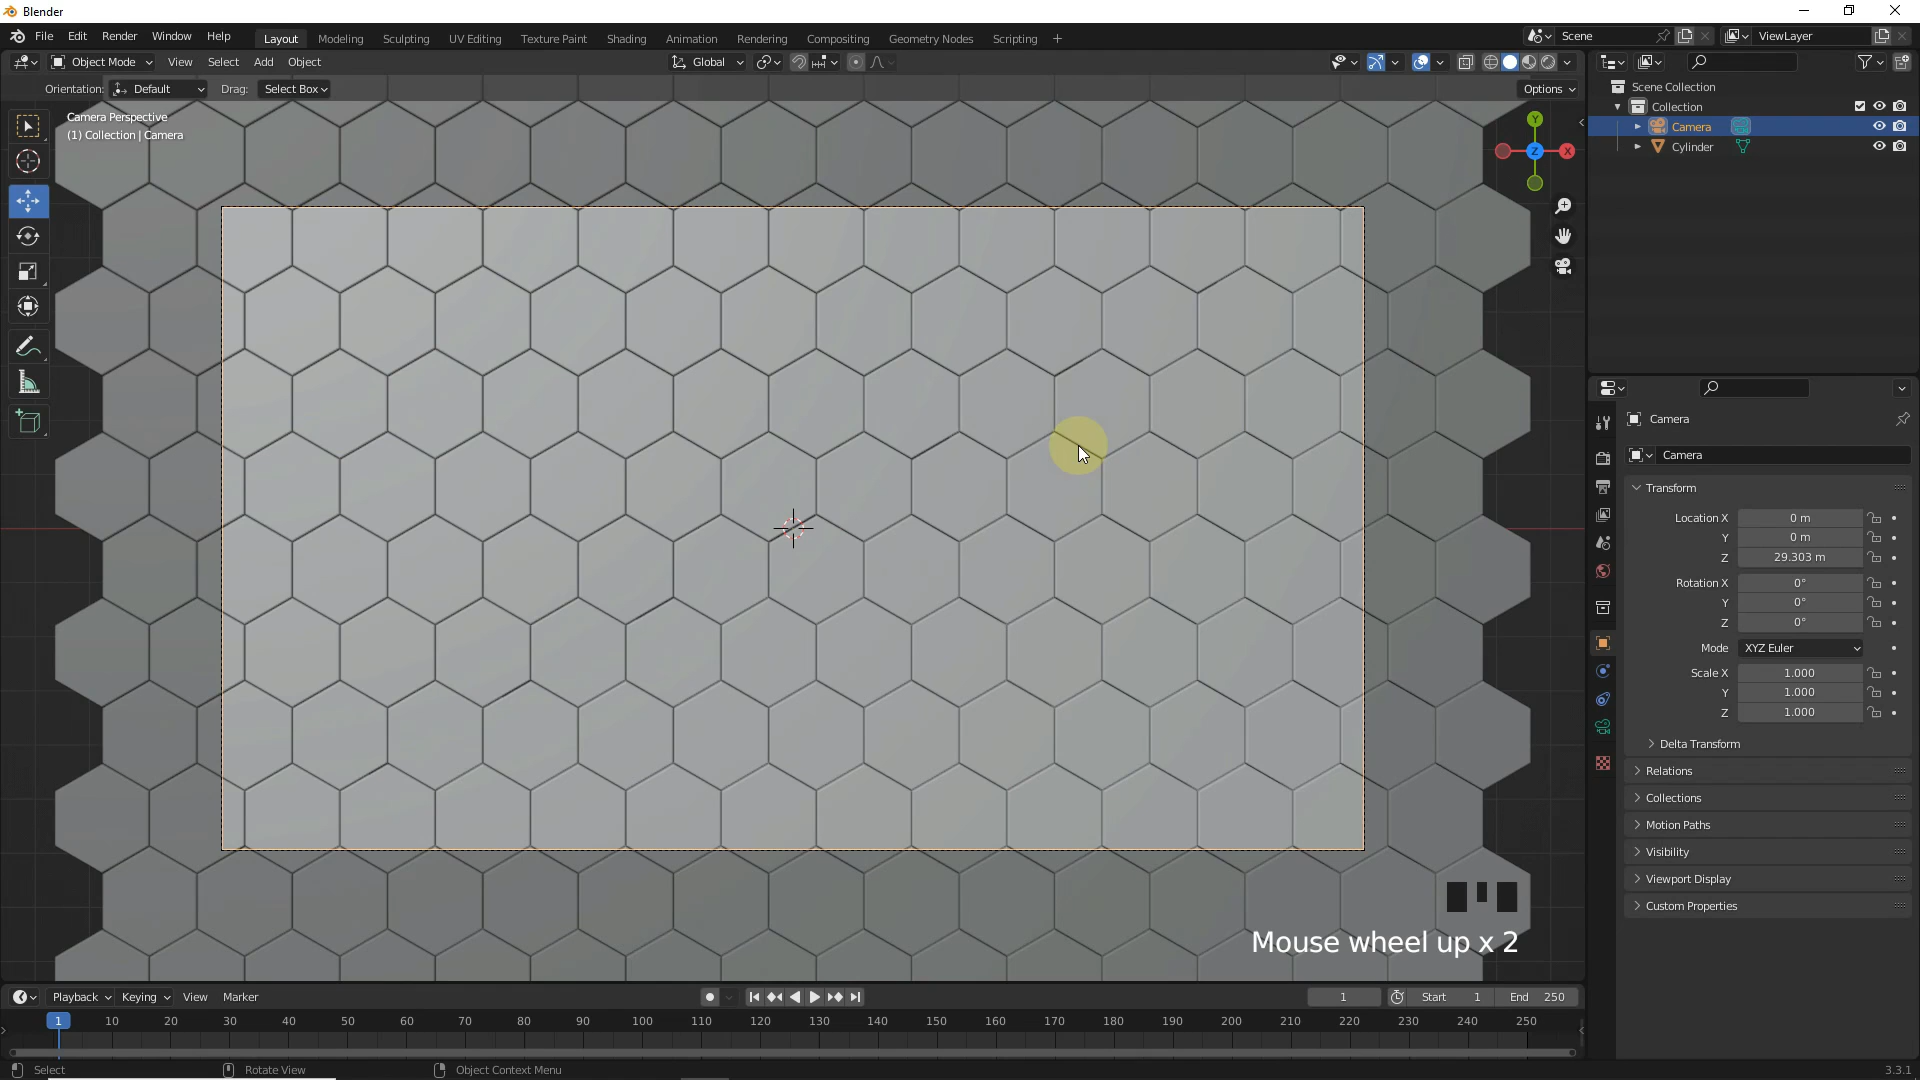 Blender
File Edit Render Window Help Layout Modeling Sculpting UV Editing Texture Paint Shading Animation Rendering Compositing Geometry Nodes Scripting + Scene ViewLayer
Object Mode View Select Add Object Global
Orientation: Default Drag: Select Box Options
Camera Perspective
(1) Collection | Camera
Y
X
Z
Scene Collection
Collection
Camera
Cylinder
Camera
Camera
Transform
Location X 0 m
Y 0 m
Z 29.303 m
Rotation X 0°
Y 0°
Z 0°
Mode XYZ Euler
Scale X 1.000
Y 1.000
Z 1.000
Delta Transform
Relations
Collections
Motion Paths
Visibility
Viewport Display
Custom Properties
Mouse wheel up x 2
Playback Keying View Marker 1 Start 1 End 250
1 10 20 30 40 50 60 70 80 90 100 110 120 130 140 150 160 170 180 190 200 210 220 230 240 250
Select Rotate View Object Context Menu 3.3.1